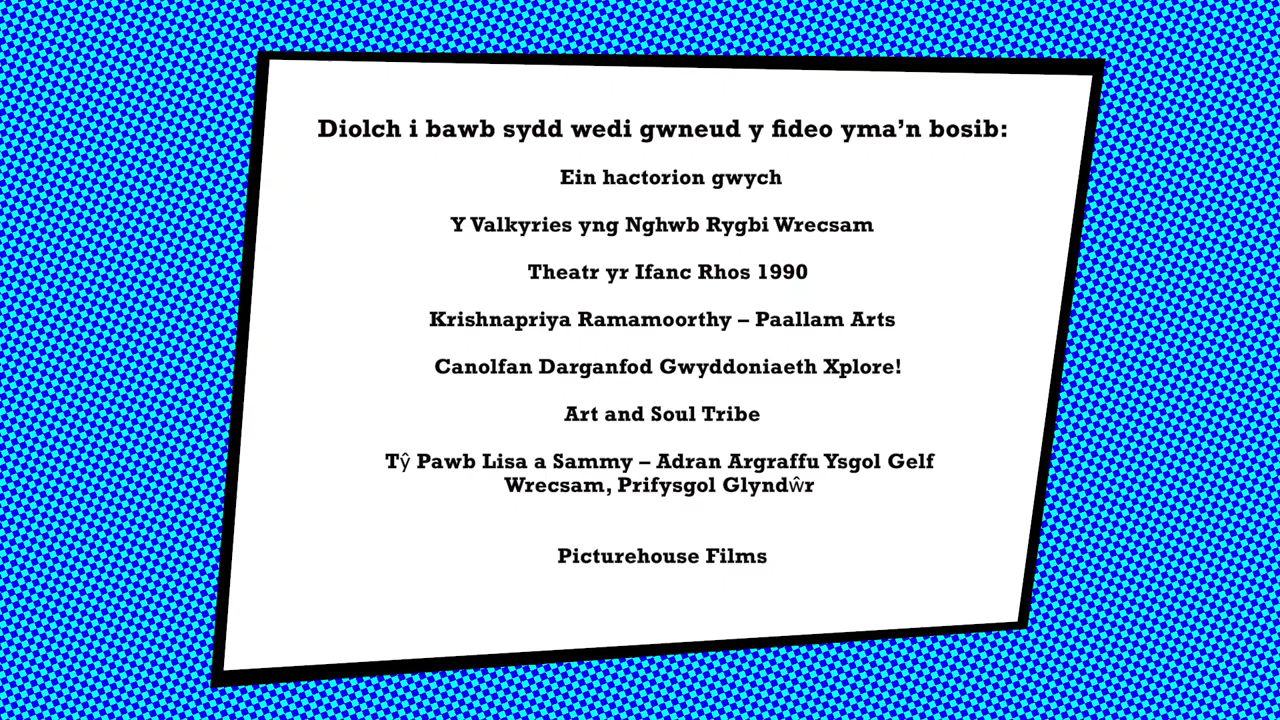 Diolch i bawb sydd wedi gwneud y fideo yma’n bosib:
Ein hactorion gwych
Y Valkyries yng Nghwb Rygbi Wrecsam
Theatr yr Ifanc Rhos 1990
Krishnapriya Ramamoorthy – Paallam Arts
Canolfan Darganfod Gwyddoniaeth Xplore!
Art and Soul Tribe
Tŷ Pawb Lisa a Sammy – Adran Argraffu Ysgol Gelf
Wrecsam, Prifysgol Glyndŵr
Picturehouse Films